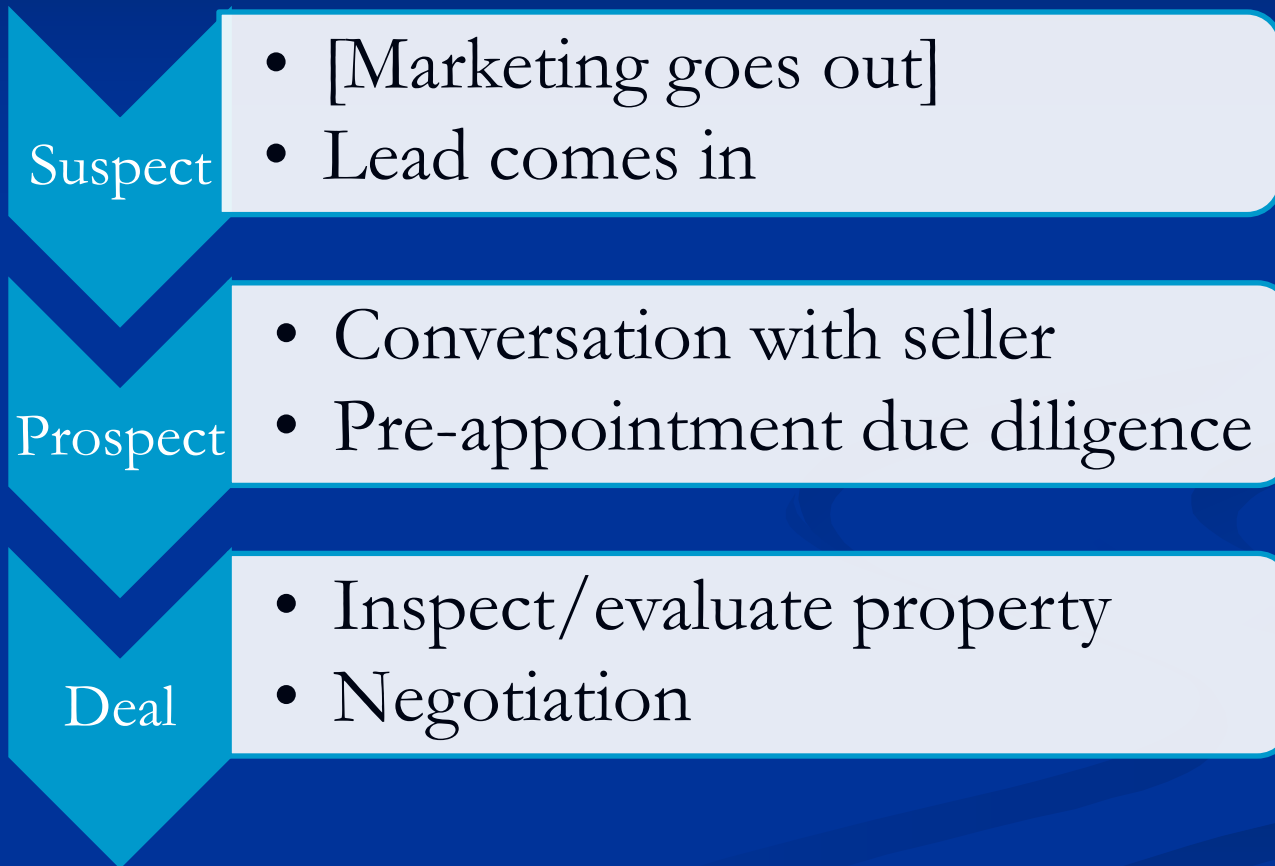 Suspect
• [Marketing goes out]
• Lead comes in
Prospect
• Conversation with seller
• Pre-appointment due diligence
Deal
• Inspect/evaluate property
• Negotiation